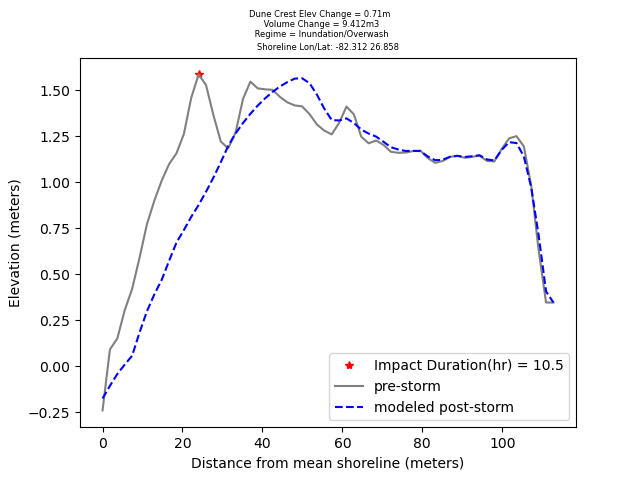 Dune Crest Elev Change = 0.71m
Volume Change = 9.412m3
Regime = Inundation/Overwash
Shoreline Lon/Lat: -82.312 26.858
1.50
1.25
1.00
0.75
0.50
0.25
0.00
−0.25
Elevation (meters)
Impact Duration(hr) = 10.5
pre-storm
modeled post-storm
0 20 40 60 80 100
Distance from mean shoreline (meters)